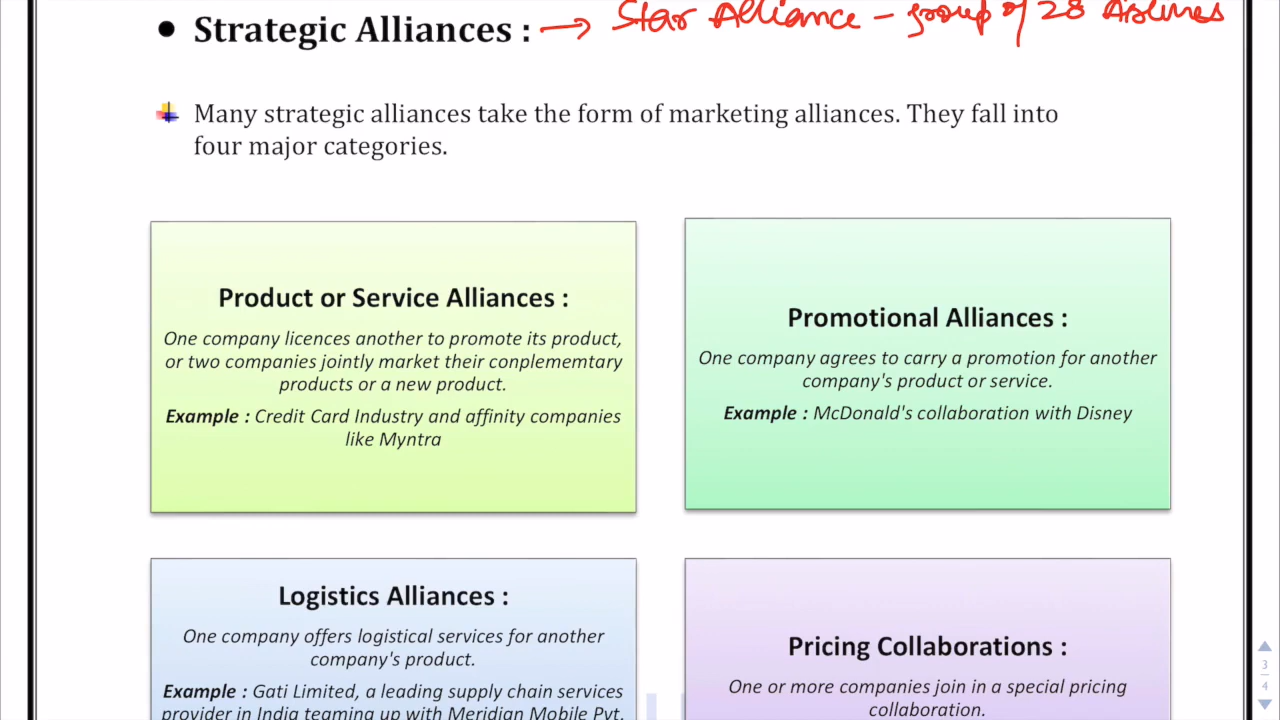 • Strategic Alliances : → Star Alliance - group of 28 Airlines
Many strategic alliances take the form of marketing alliances. They fall into
four major categories.
Product or Service Alliances :
One company licences another to promote its product,
or two companies jointly market their conplememtary
products or a new product.
Example : Credit Card Industry and affinity companies
like Myntra
Promotional Alliances :
One company agrees to carry a promotion for another
company's product or service.
Example : McDonald's collaboration with Disney
Logistics Alliances :
One company offers logistical services for another
company's product.
Example : Gati Limited, a leading supply chain services
provider in India teaming up with Meridian Mobile Pvt.
Pricing Collaborations :
One or more companies join in a special pricing
collaboration.
3
4